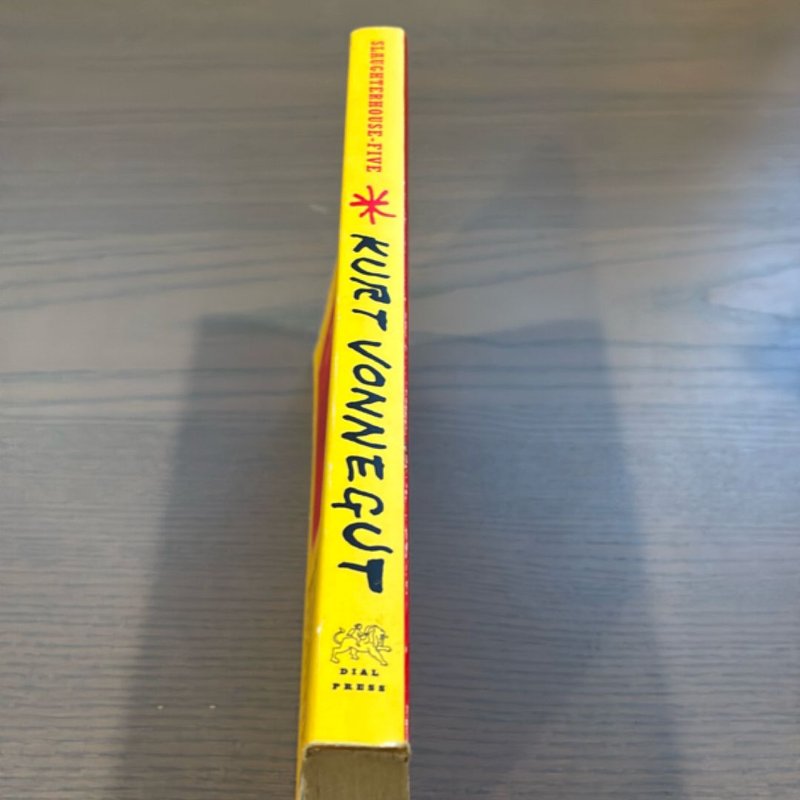 SLAUGHTERHOUSE-FIVE
KURT VONNEGUT
DIAL
PRESS